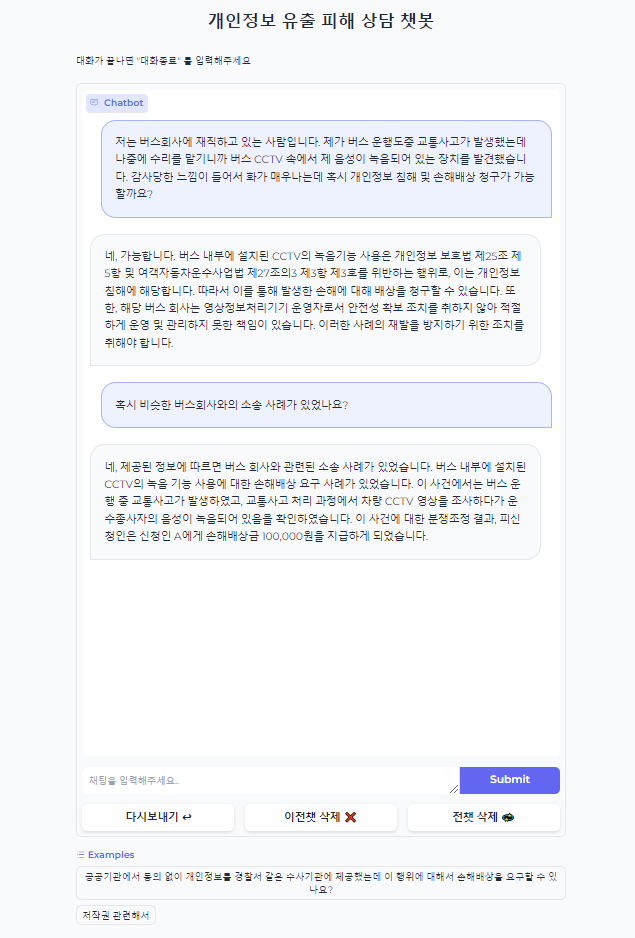 개인정보 유출 피해 상담 챗봇
대화가 끝나면 "대화종료" 를 입력해주세요
Chatbot
저는 버스회사에 재직하고 있는 사람입니다. 제가 버스 운행도중 교통사고가 발생했는데
나중에 수리를 맡기니까 버스 CCTV 속에서 제 음성이 녹음되어 있는 장치를 발견했습니
다. 감사당한 느낌이 들어서 화가 매우나는데 혹시 개인정보 침해 및 손해배상 청구가 가능
할까요?
네, 가능합니다. 버스 내부에 설치된 CCTV의 녹음기능 사용은 개인정보 보호법 제25조 제
5항 및 여객자동차운수사업법 제27조의3 제3항 제3호를 위반하는 행위로, 이는 개인정보
침해에 해당합니다. 따라서 이를 통해 발생한 손해에 대해 배상을 청구할 수 있습니다. 또
한, 해당 버스 회사는 영상정보처리기기 운영자로서 안전성 확보 조치를 취하지 않아 적절
하게 운영 및 관리하지 못한 책임이 있습니다. 이러한 사례의 재발을 방지하기 위한 조치를
취해야 합니다.
혹시 비슷한 버스회사와의 소송 사례가 있었나요?
네, 제공된 정보에 따르면 버스 회사와 관련된 소송 사례가 있었습니다. 버스 내부에 설치된
CCTV의 녹음 기능 사용에 대한 손해배상 요구 사례가 있었습니다. 이 사건에서는 버스 운
행 중 교통사고가 발생하였고, 교통사고 처리 과정에서 차량 CCTV 영상을 조사하다가 운
수종사자의 음성이 녹음되어 있음을 확인하였습니다. 이 사건에 대한 분쟁조정 결과, 피신
청인은 신청인 A에게 손해배상금 100,000원을 지급하게 되었습니다.
채팅을 입력해주세요..
Submit
다시보내기 ↩
이전챗 삭제 ❌
전챗 삭제
Examples
공공기관에서 동의 없이 개인정보를 경찰서 같은 수사기관에 제공했는데 이 행위에 대해서 손해배상을 요구할 수 있
나요?
저작권 관련해서